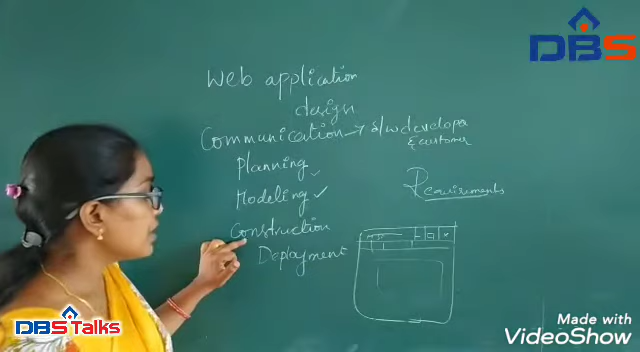 Web application
design
Communication → s/w developer
& customer
Planning ✓
Modeling ✓
Requirements
Construction
Deployment
DBS
DBS Talks
Made with
VideoShow